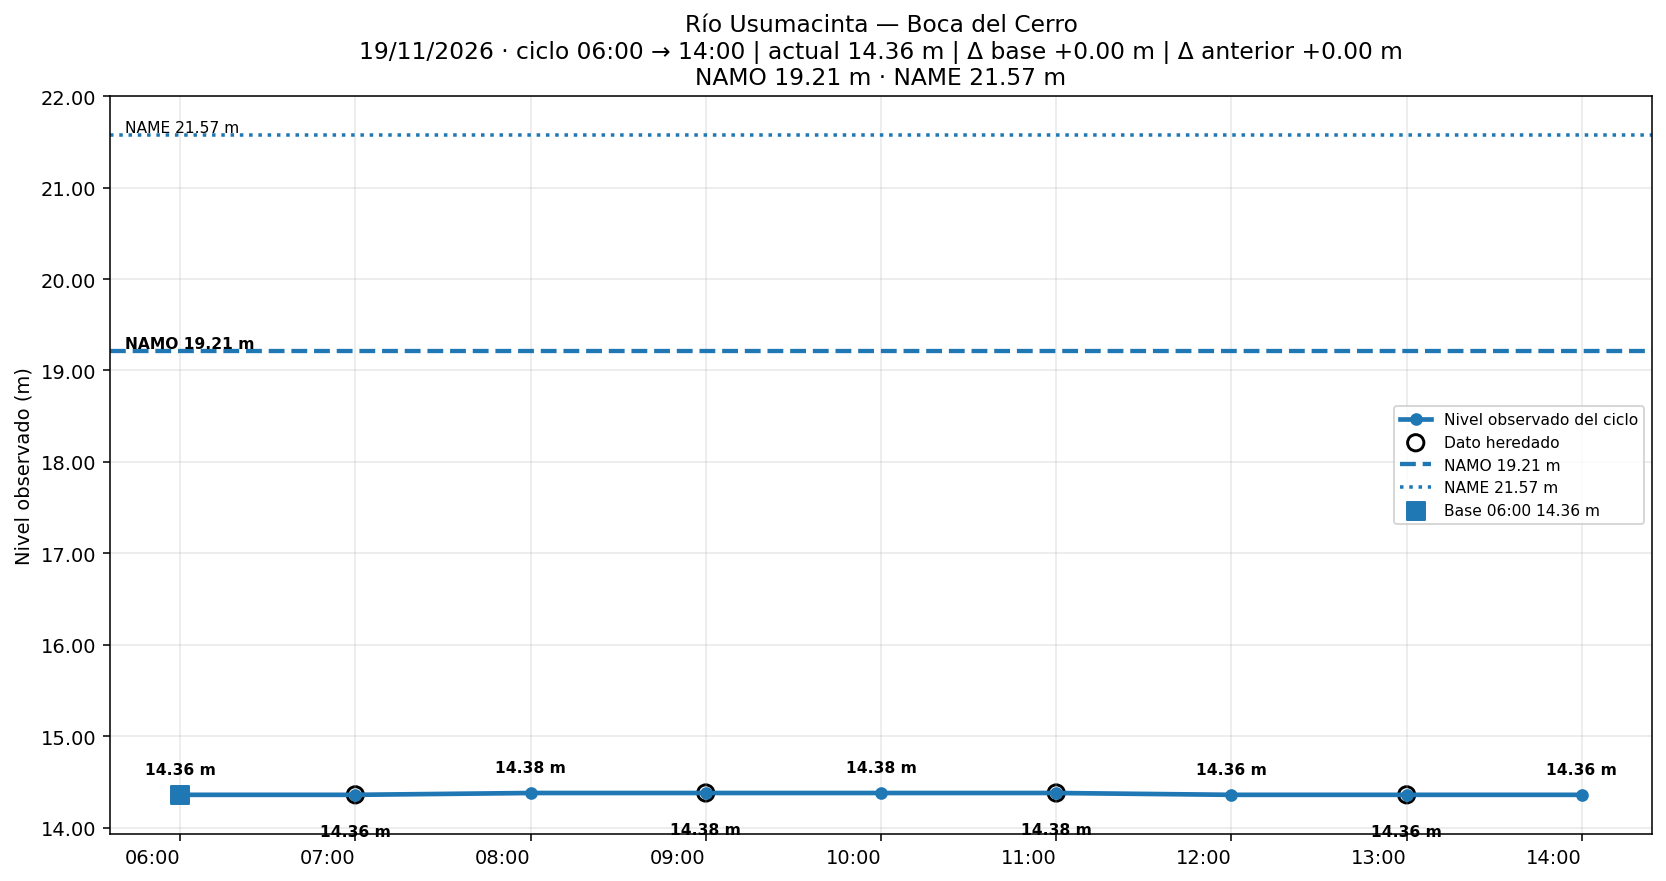 Río Usumacinta — Boca del Cerro
19/11/2026 · ciclo 06:00 → 14:00 | actual 14.36 m | Δ base +0.00 m | Δ anterior +0.00 m
NAMO 19.21 m · NAME 21.57 m
22.00
NAME 21.57 m
21.00
20.00
NAMO 19.21 m
19.00
Nivel observado (m)
Nivel observado del ciclo
Dato heredado
NAMO 19.21 m
NAME 21.57 m
Base 06:00 14.36 m
18.00
17.00
16.00
15.00
14.36 m
14.38 m
14.38 m
14.36 m
14.36 m
14.00
14.36 m
14.38 m
14.38 m
14.36 m
06:00
07:00
08:00
09:00
10:00
11:00
12:00
13:00
14:00